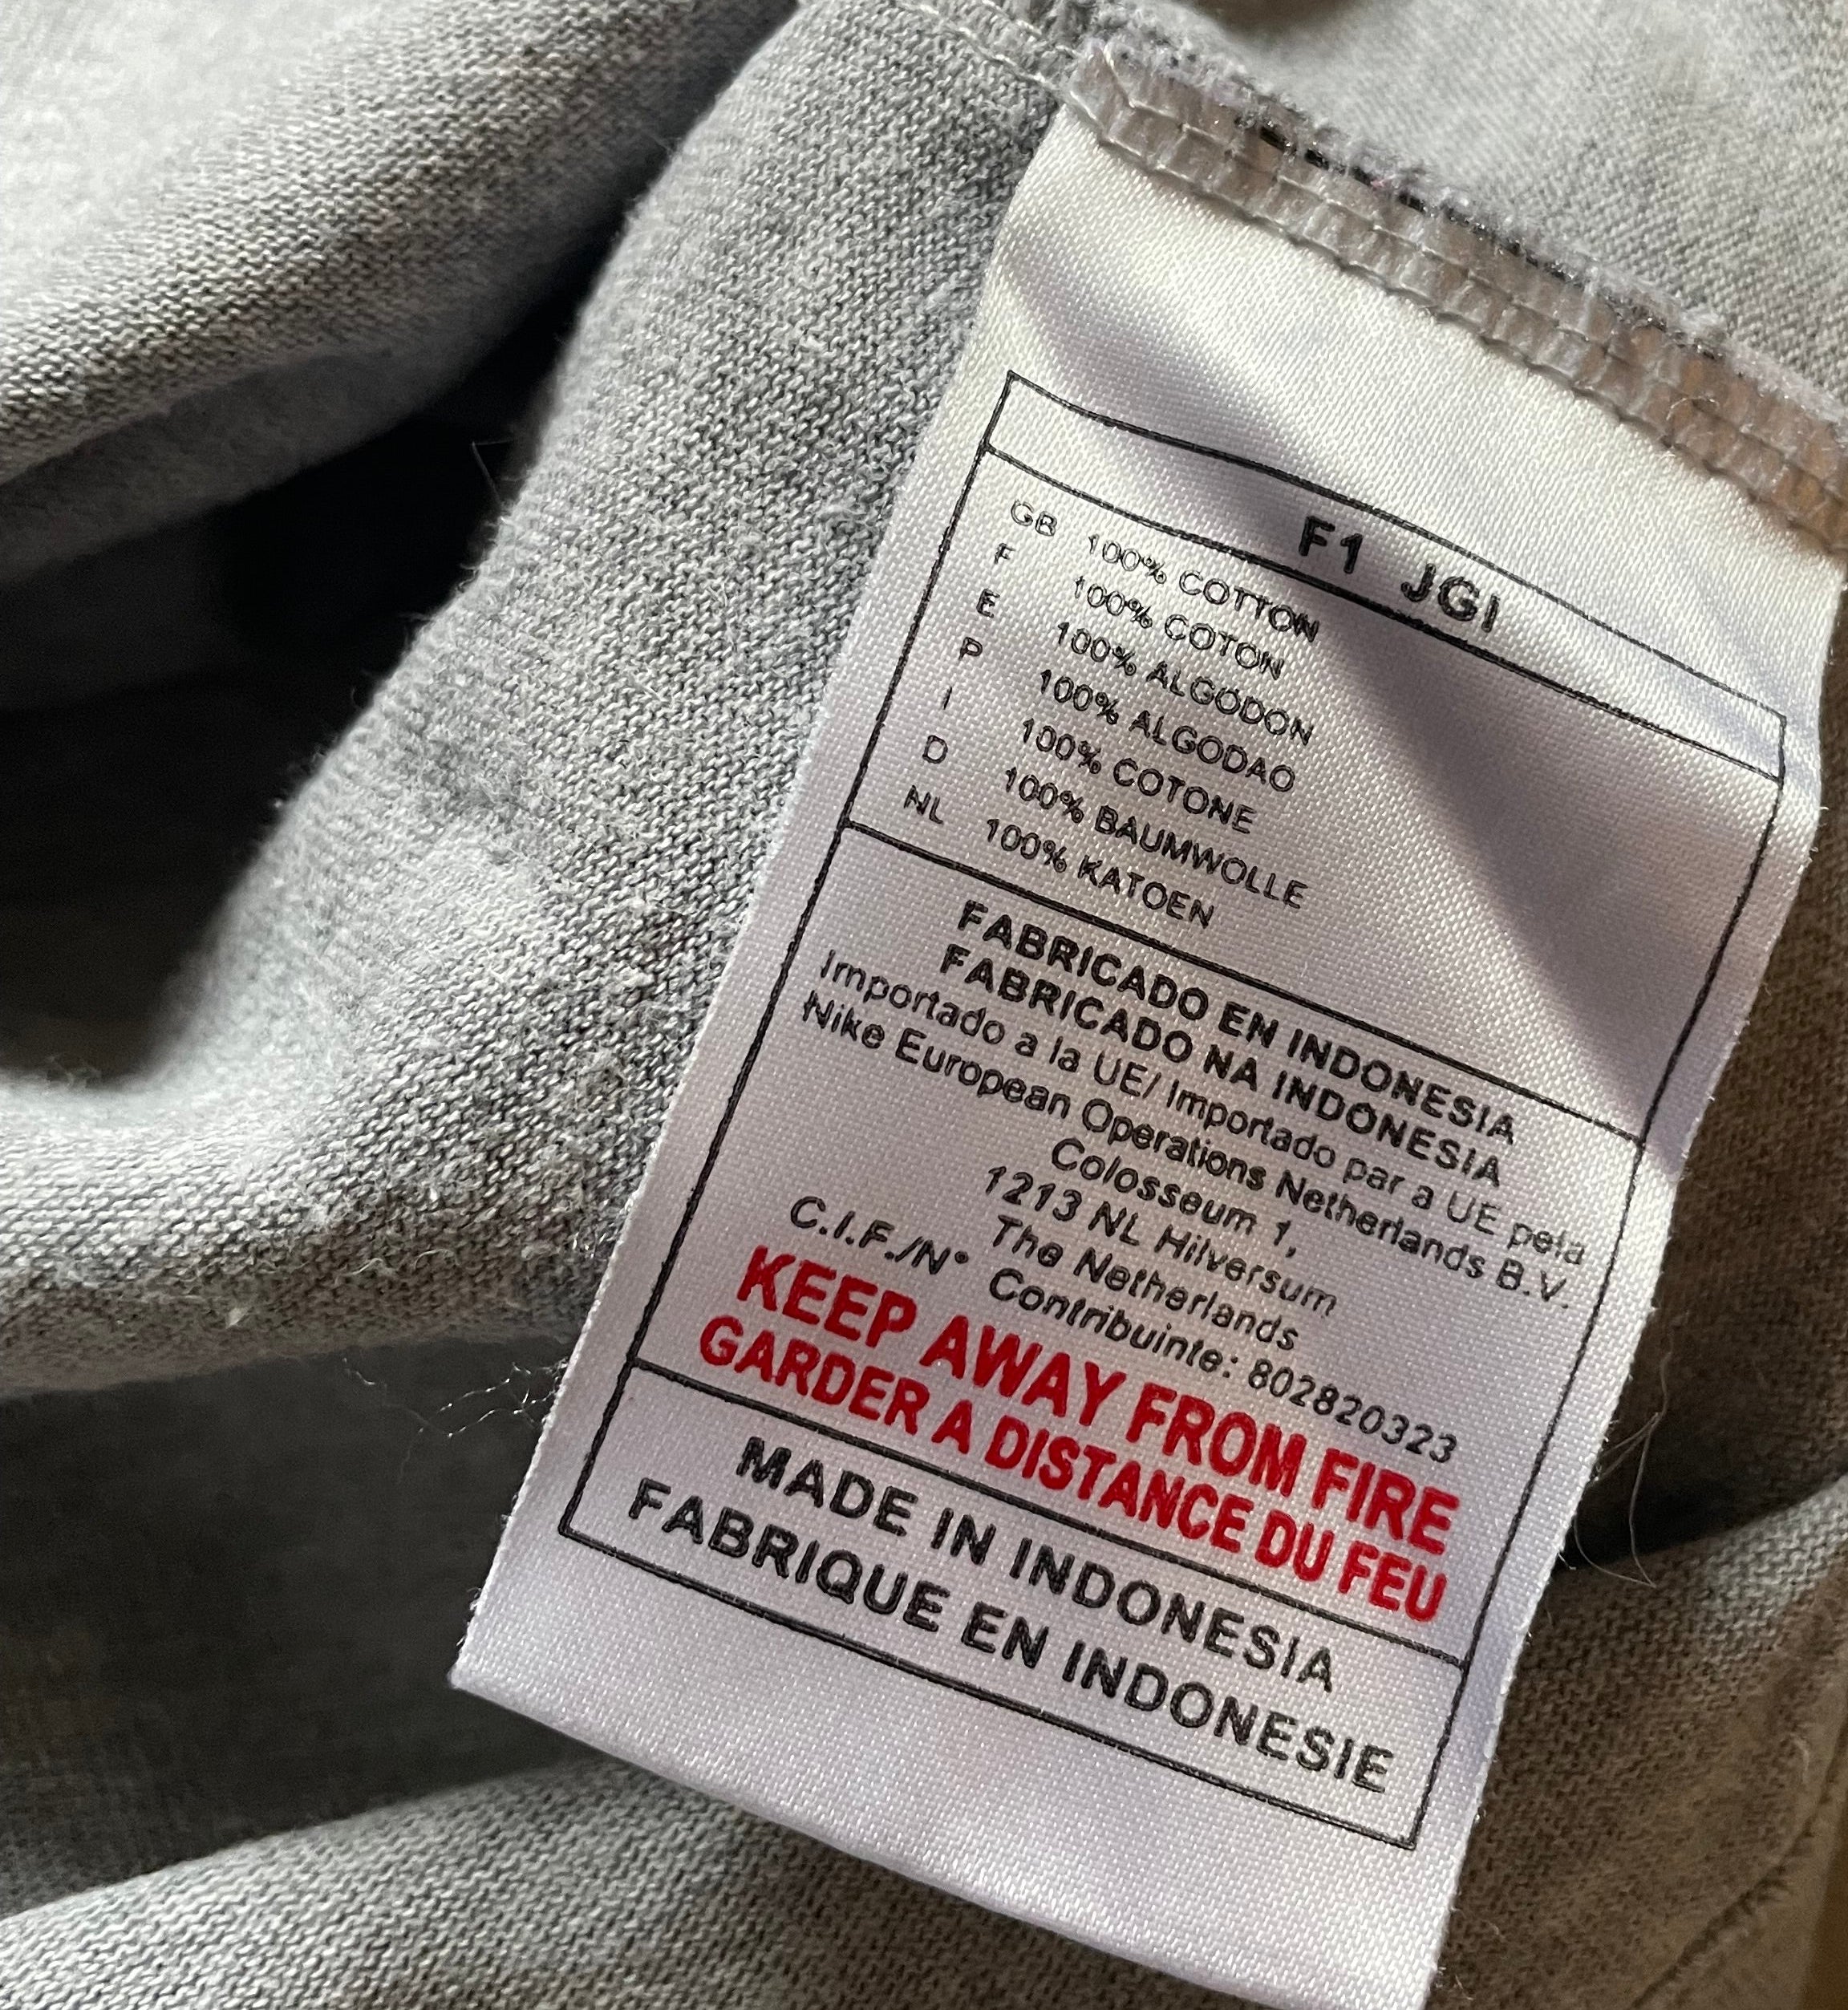 F1 JGI
GB 100% COTTON
F 100% COTON
E 100% ALGODON
P 100% ALGODAO
I 100% COTONE
D 100% BAUMWOLLE
NL 100% KATOEN
FABRICADO EN INDONESIA
FABRICADO NA INDONESIA
Importado a la UE/ Importado par a UE pela
Nike European Operations Netherlands B.V.
Colosseum 1,
1213 NL Hilversum
The Netherlands
C.I.F./N° Contribuinte: 802820323
KEEP AWAY FROM FIRE
GARDER A DISTANCE DU FEU
MADE IN INDONESIA
FABRIQUE EN INDONESIE